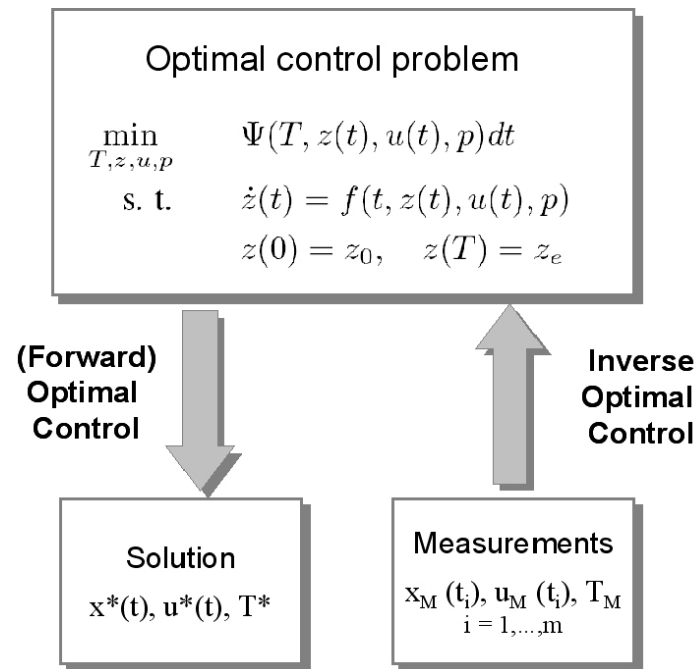 Optimal control problem
min Ψ(T, z(t), u(t), p)dt
T,z,u,p
s. t. ż(t) = f(t, z(t), u(t), p)
z(0) = z₀, z(T) = zₑ
(Forward)
Optimal
Control
Inverse
Optimal
Control
Solution
x*(t), u*(t), T*
Measurements
x_M (t_i), u_M (t_i), T_M
i = 1,...,m